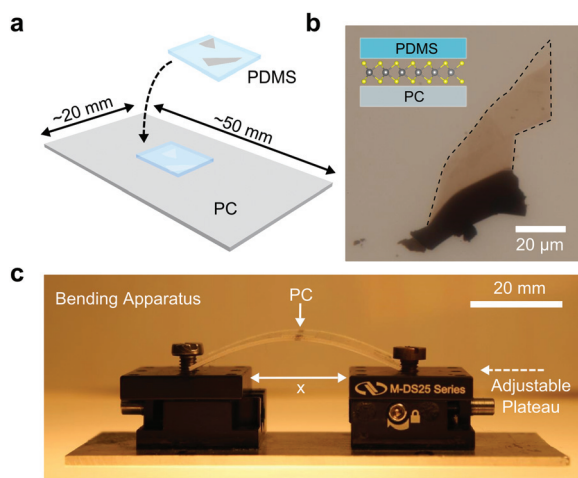 a
~20 mm
~50 mm
PDMS
PC
b
PDMS
PC
20 µm
c
Bending Apparatus
PC
20 mm
x
M-DS25 Series
Adjustable
Plateau